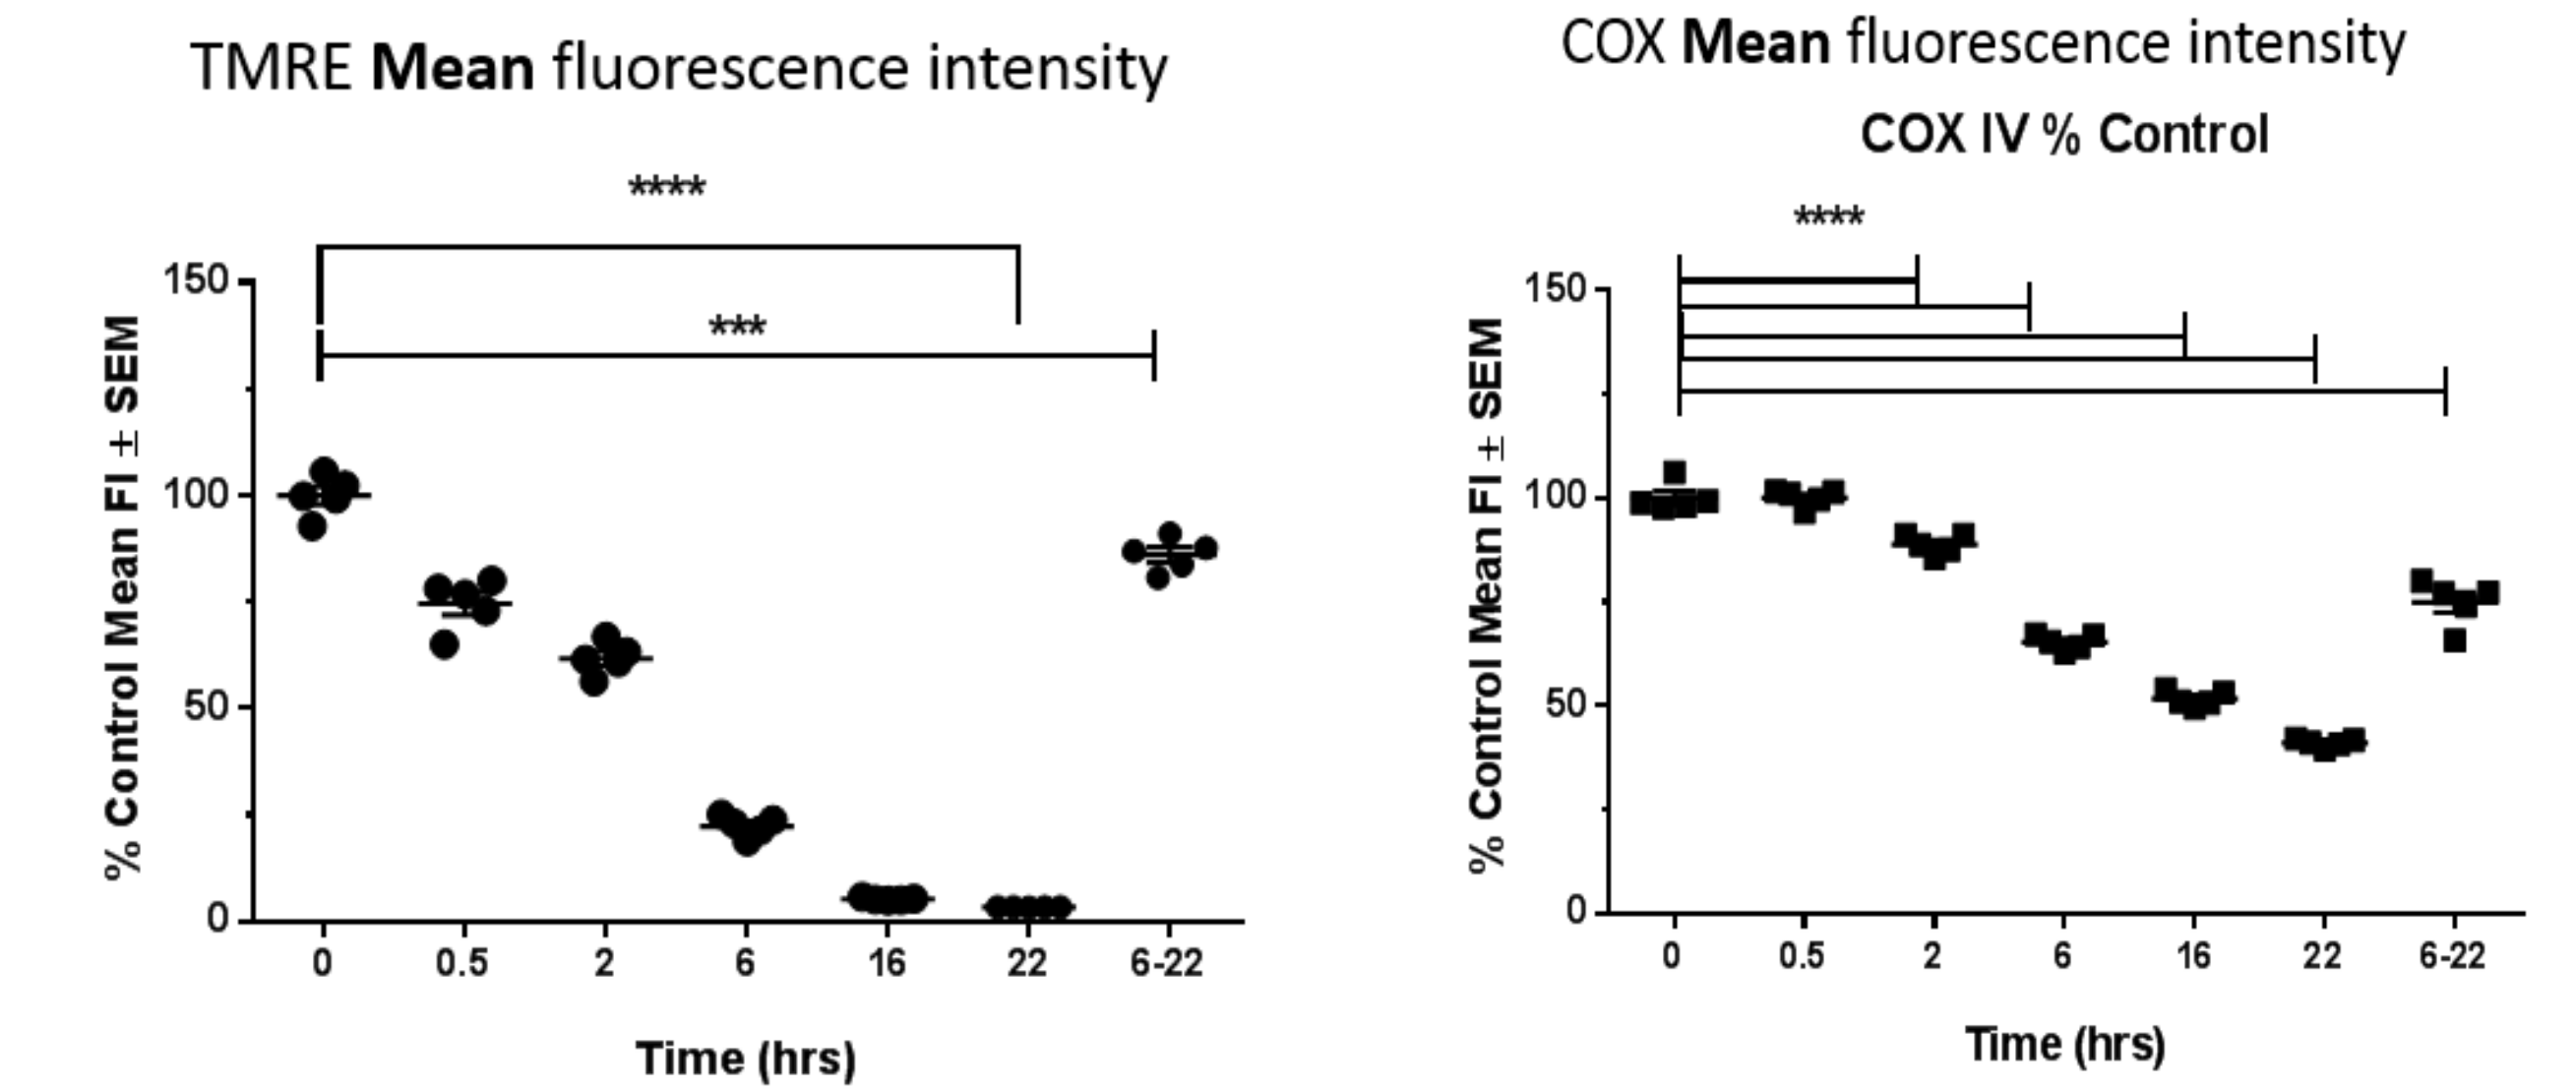 TMRE Mean fluorescence intensity
****
***
150
100
50
0
% Control Mean FI ± SEM
0 0.5 2 6 16 22 6-22
Time (hrs)
COX Mean fluorescence intensity
COX IV % Control
****
150
100
50
0
% Control Mean FI ± SEM
0 0.5 2 6 16 22 6-22
Time (hrs)